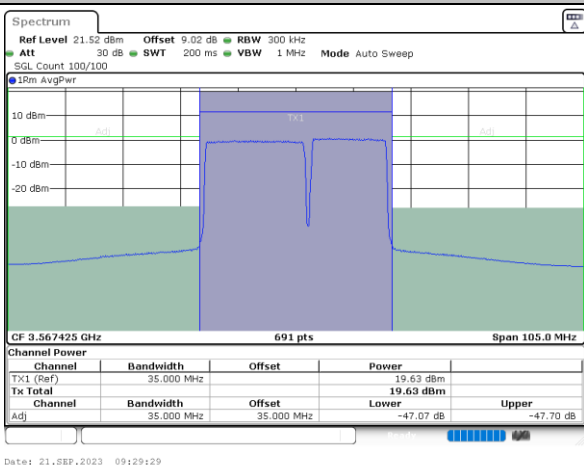 Spectrum
Ref Level 21.52 dBm Offset 9.02 dB RBW 300 kHz
Att 30 dB SWT 200 ms VBW 1 MHz Mode Auto Sweep
SGL Count 100/100
1Rm AvgPwr
TX1
10 dBm
Adj Adj
0 dBm
-10 dBm
-20 dBm
CF 3.567425 GHz 691 pts Span 105.0 MHz
Channel Power
Channel Bandwidth Offset Power
TX1 (Ref) 35.000 MHz 19.63 dBm
Tx Total 19.63 dBm
Channel Bandwidth Offset Lower Upper
Adj 35.000 MHz 35.000 MHz -47.07 dB -47.70 dB
Date: 21.SEP.2023 09:29:29